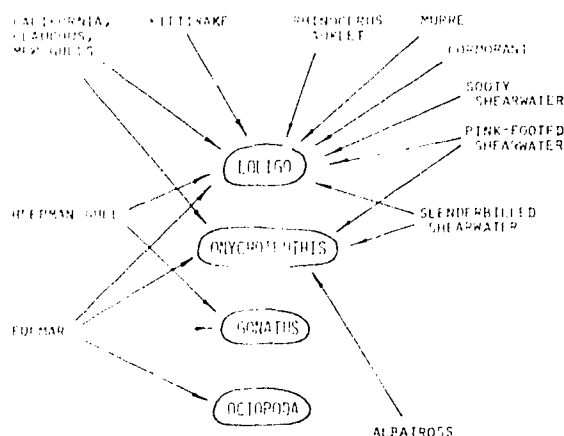 CALIFORNIA,
GLAUCOUS,
MEW GULLS
KITTIWAKE
RHINOCERUS
AUKLET
MURRE
CORMORANT
SOOTY
SHEARWATER
PINK-FOOTED
SHEARWATER
LOLIGO
HEERMAN GULL
SLENDERBILLED
SHEARWATER
ONYCHOTEUTHIS
FULMAR
GONATUS
OCTOPODA
ALBATROSS